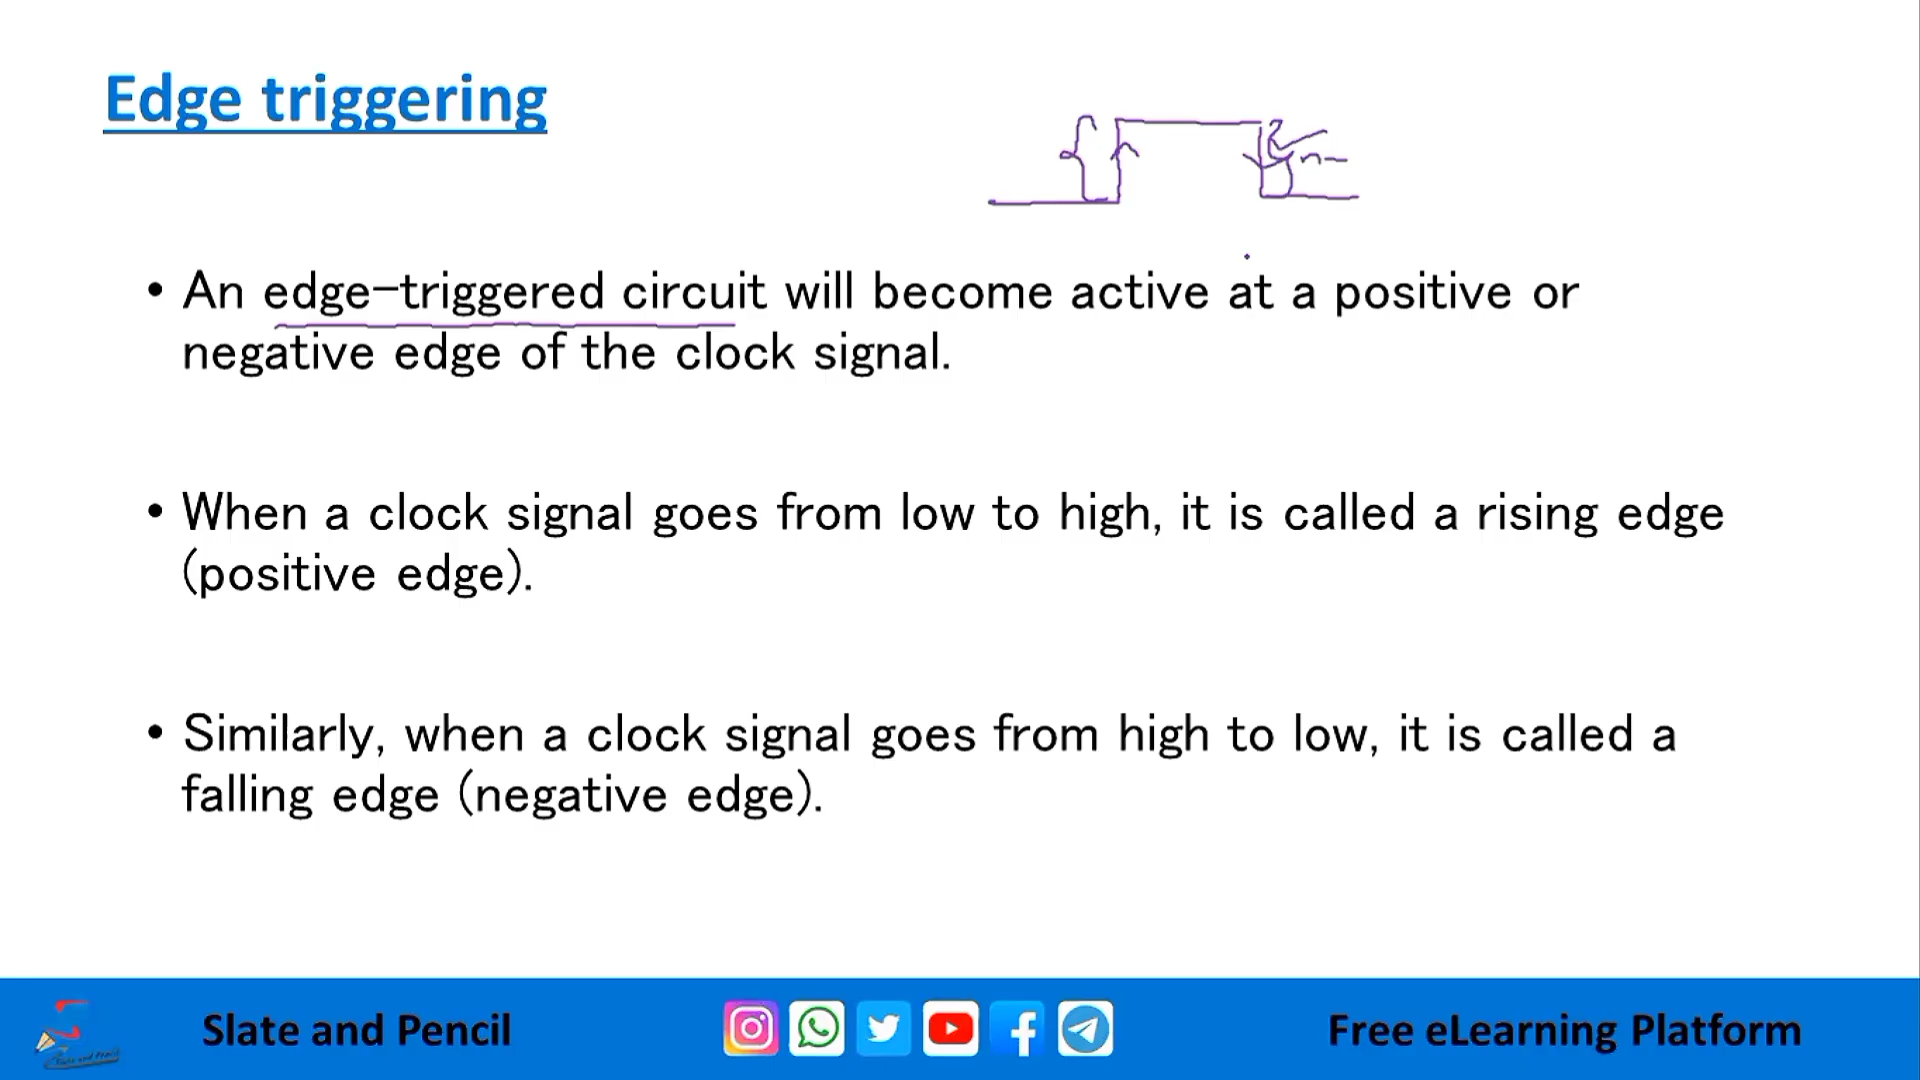 Edge triggering
• An edge-triggered circuit will become active at a positive or
negative edge of the clock signal.
• When a clock signal goes from low to high, it is called a rising edge
(positive edge).
• Similarly, when a clock signal goes from high to low, it is called a
falling edge (negative edge).
Slate and Pencil
Free eLearning Platform